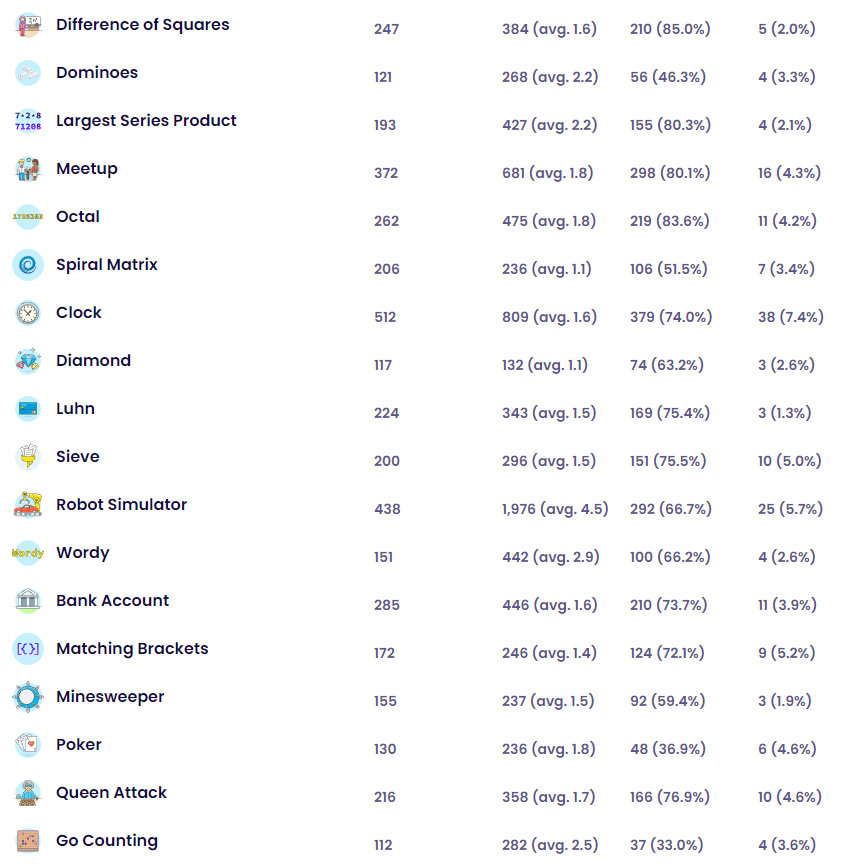 Difference of Squares 247 384 (avg. 1.6) 210 (85.0%) 5 (2.0%)
Dominoes 121 268 (avg. 2.2) 56 (46.3%) 4 (3.3%)
7*2*8
71208
Largest Series Product 193 427 (avg. 2.2) 155 (80.3%) 4 (2.1%)
Meetup 372 681 (avg. 1.8) 298 (80.1%) 16 (4.3%)
Octal 262 475 (avg. 1.8) 219 (83.6%) 11 (4.2%)
Spiral Matrix 206 236 (avg. 1.1) 106 (51.5%) 7 (3.4%)
Clock 512 809 (avg. 1.6) 379 (74.0%) 38 (7.4%)
Diamond 117 132 (avg. 1.1) 74 (63.2%) 3 (2.6%)
Luhn 224 343 (avg. 1.5) 169 (75.4%) 3 (1.3%)
Sieve 200 296 (avg. 1.5) 151 (75.5%) 10 (5.0%)
Robot Simulator 438 1,976 (avg. 4.5) 292 (66.7%) 25 (5.7%)
Wordy Wordy 151 442 (avg. 2.9) 100 (66.2%) 4 (2.6%)
Bank Account 285 446 (avg. 1.6) 210 (73.7%) 11 (3.9%)
[{}] Matching Brackets 172 246 (avg. 1.4) 124 (72.1%) 9 (5.2%)
Minesweeper 155 237 (avg. 1.5) 92 (59.4%) 3 (1.9%)
Poker 130 236 (avg. 1.8) 48 (36.9%) 6 (4.6%)
Queen Attack 216 358 (avg. 1.7) 166 (76.9%) 10 (4.6%)
Go Counting 112 282 (avg. 2.5) 37 (33.0%) 4 (3.6%)